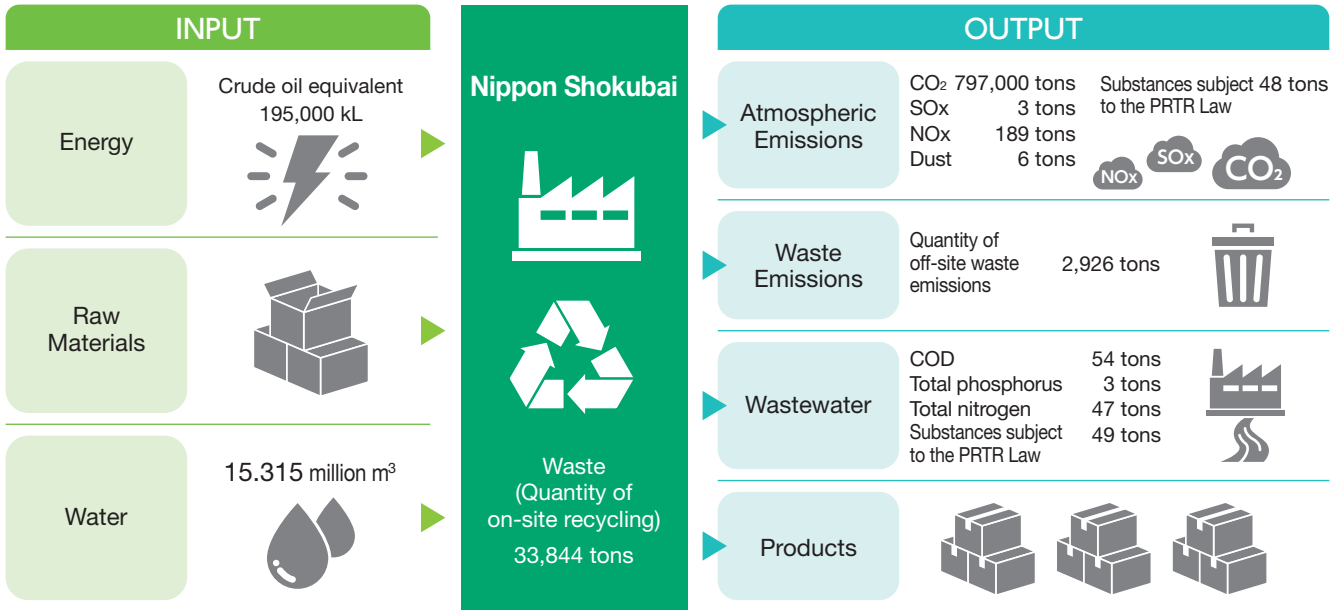 INPUT
Energy
Crude oil equivalent
195,000 kL
Raw
Materials
Water
15.315 million m³
Nippon Shokubai
Waste
(Quantity of
on-site recycling)
33,844 tons
OUTPUT
Atmospheric
Emissions
CO₂ 797,000 tons
SOx 3 tons
NOx 189 tons
Dust 6 tons
Substances subject 48 tons
to the PRTR Law
NOx
SOx
CO₂
Waste
Emissions
Quantity of
off-site waste 2,926 tons
emissions
Wastewater
COD 54 tons
Total phosphorus 3 tons
Total nitrogen 47 tons
Substances subject 49 tons
to the PRTR Law
Products